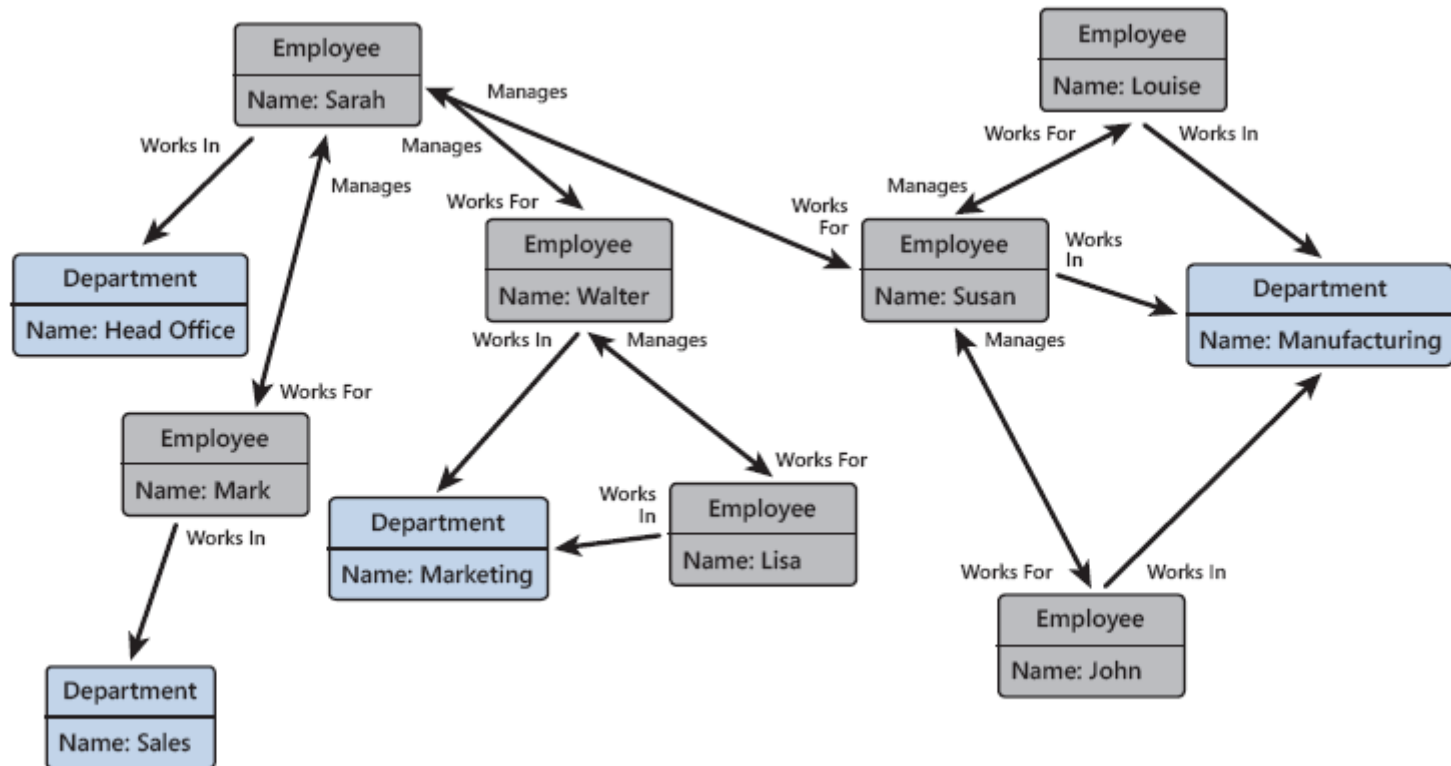 Employee
Name: Sarah
Employee
Name: Louise
Manages
Works In
Manages
Works For
Works In
Manages
Manages
Works For
Works
For
Employee
Name: Walter
Employee
Name: Susan
Works
In
Department
Name: Head Office
Department
Name: Manufacturing
Works In
Manages
Manages
Works For
Employee
Name: Mark
Works For
Works
In
Employee
Name: Lisa
Department
Name: Marketing
Works In
Works For
Works In
Employee
Name: John
Department
Name: Sales